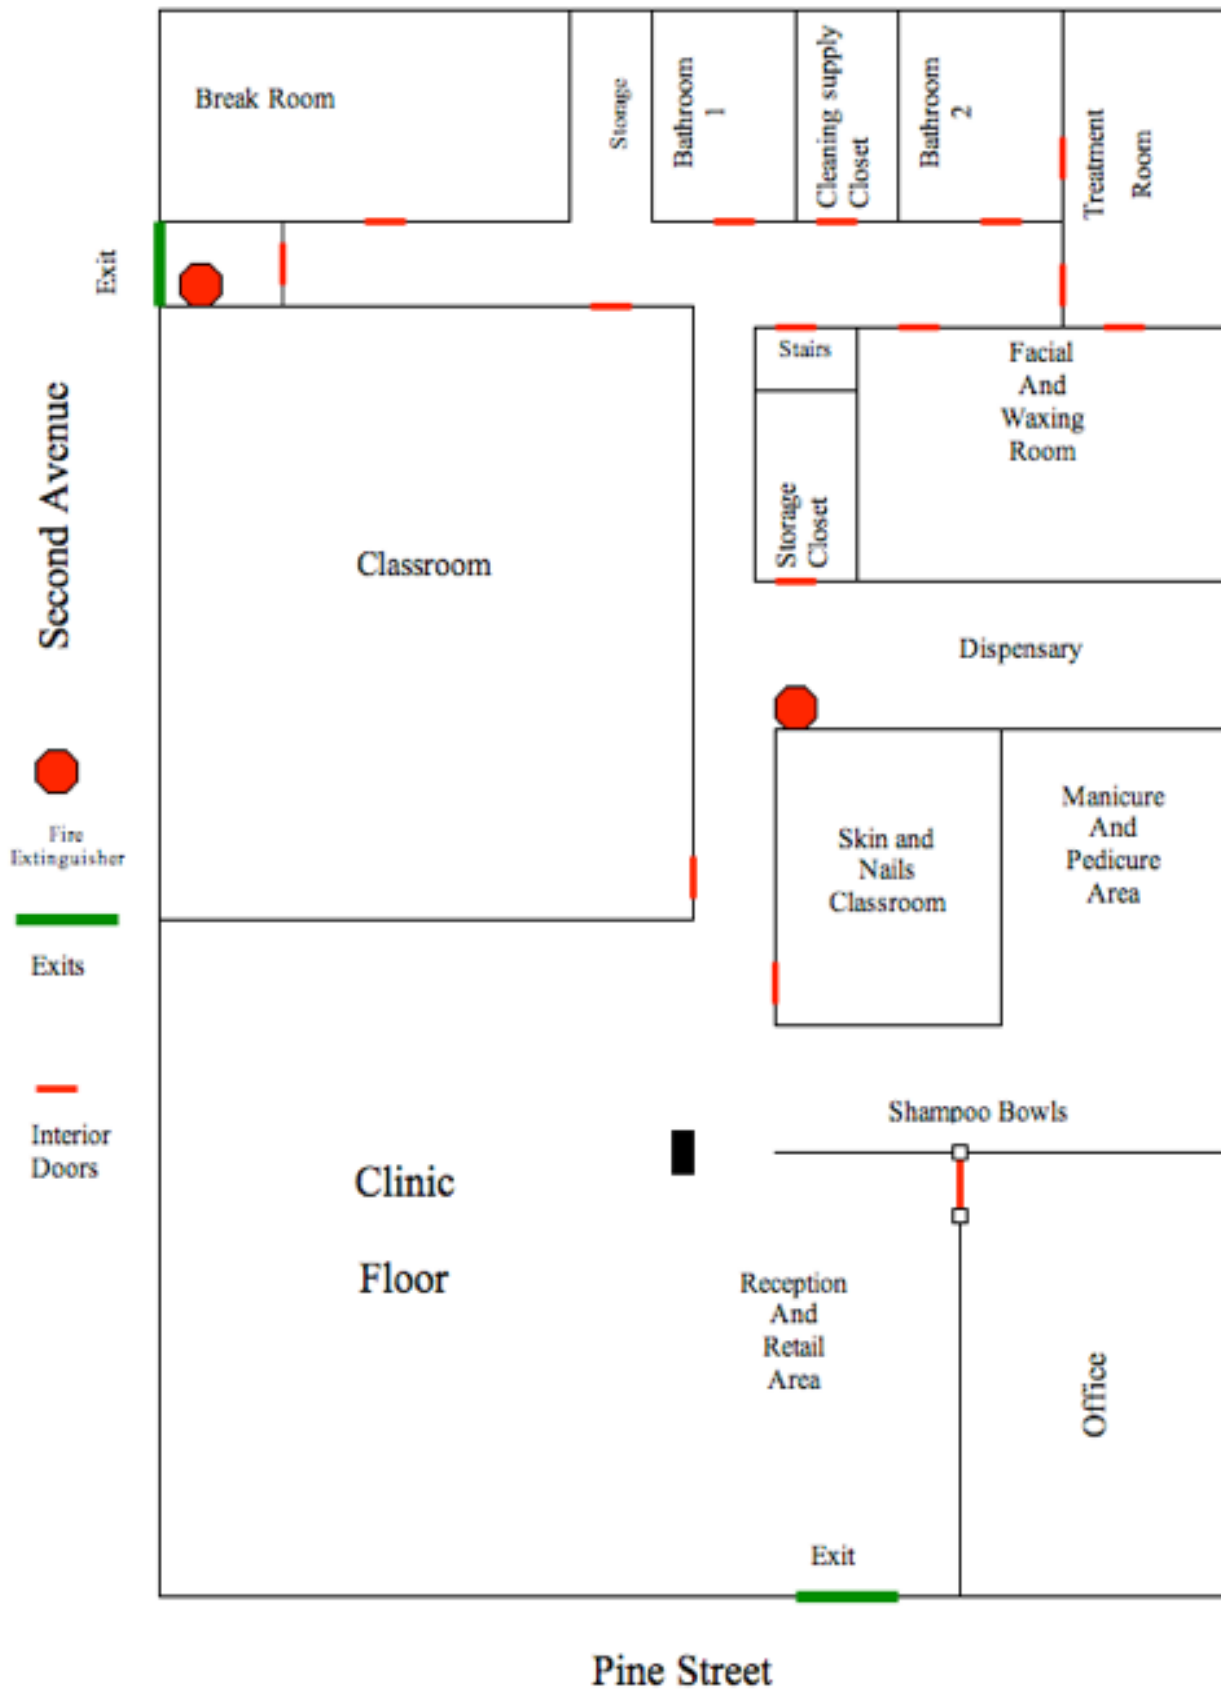 Break Room
Storage
Bathroom
1
Cleaning supply
Closet
Bathroom
2
Treatment
Room
Exit
Stairs
Facial
And
Waxing
Room
Storage
Closet
Second Avenue
Classroom
Dispensary
Fire
Extinguisher
Skin and
Nails
Classroom
Manicure
And
Pedicure
Area
Exits
Interior
Doors
Shampoo Bowls
Clinic
Floor
Reception
And
Retail
Area
Office
Exit
Pine Street